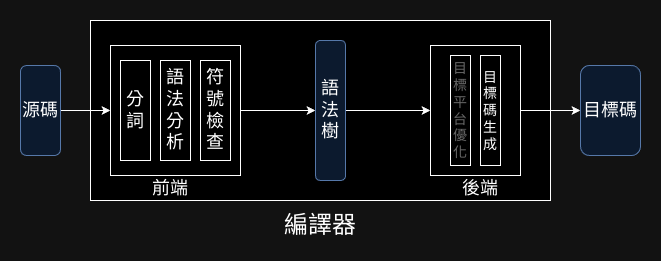 源碼
分詞
語法分析
符號檢查
前端
語法樹
目標平台優化
目標碼生成
後端
目標碼
編譯器